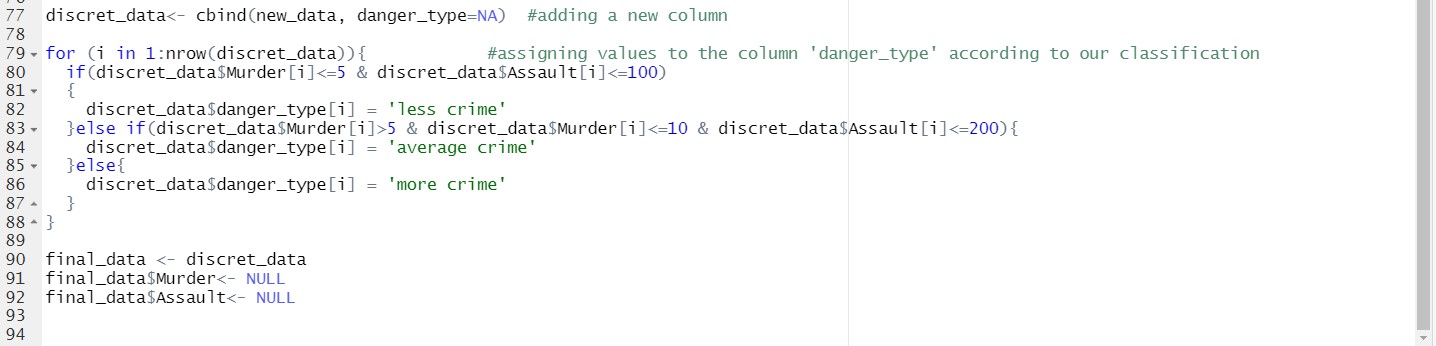 77 discret_data<- cbind(new_data, danger_type=NA)  #adding a new column
78
79 for (i in 1:nrow(discret_data)){            #assigning values to the column 'danger_type' according to our classification
80   if(discret_data$Murder[i]<=5 & discret_data$Assault[i]<=100)
81   {
82     discret_data$danger_type[i] = 'less crime'
83   }else if(discret_data$Murder[i]>5 & discret_data$Murder[i]<=10 & discret_data$Assault[i]<=200){
84     discret_data$danger_type[i] = 'average crime'
85   }else{
86     discret_data$danger_type[i] = 'more crime'
87   }
88 }
89
90 final_data <- discret_data
91 final_data$Murder<- NULL
92 final_data$Assault<- NULL
93
94